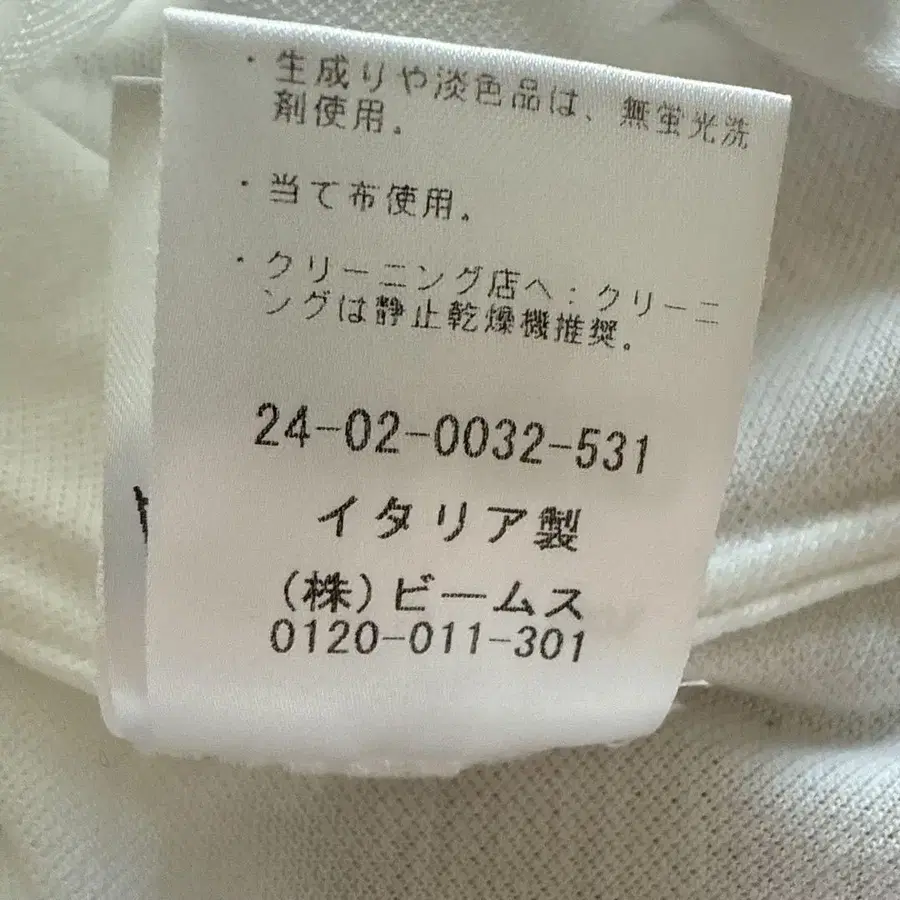 ・生成りや淡色品は、無蛍光洗
剤使用。
・当て布使用。
・クリーニング店へ：クリーニ
ングは静止乾燥機推奨。
24-02-0032-531
イタリア製
(株)ビームス
0120-011-301